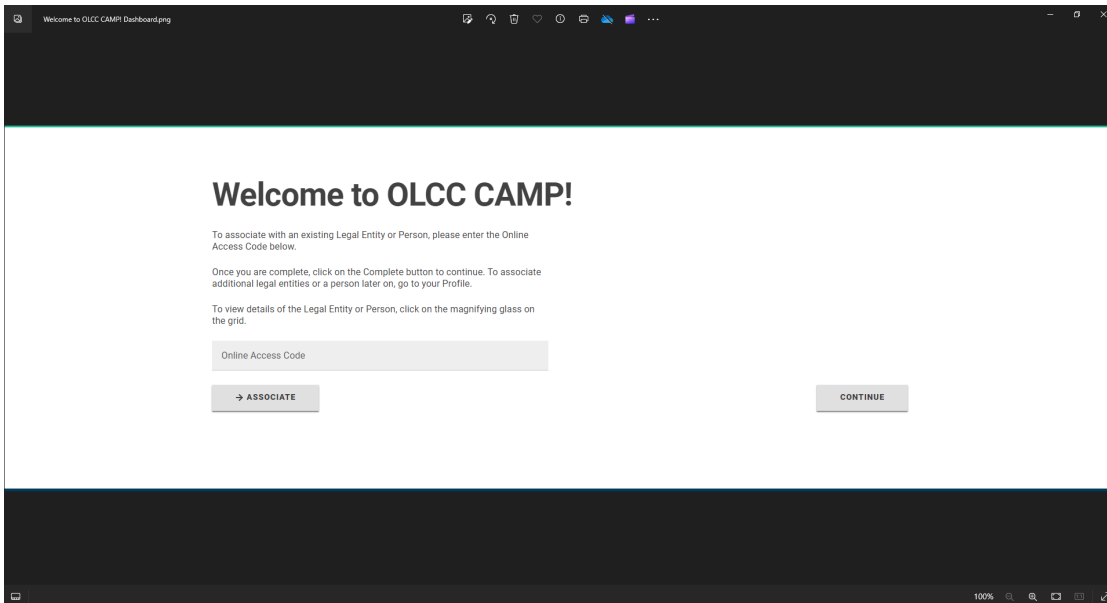 Welcome to OLCC CAMP! Dashboard.png
Welcome to OLCC CAMP!
To associate with an existing Legal Entity or Person, please enter the Online
Access Code below.
Once you are complete, click on the Complete button to continue. To associate
additional legal entities or a person later on, go to your Profile.
To view details of the Legal Entity or Person, click on the magnifying glass on
the grid.
Online Access Code
→ ASSOCIATE
CONTINUE
100%